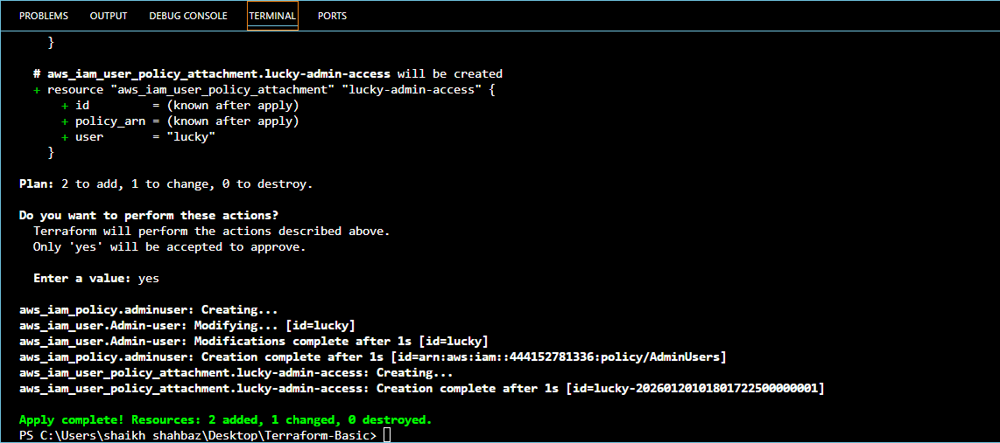 PROBLEMS OUTPUT DEBUG CONSOLE TERMINAL PORTS
}
# aws_iam_user_policy_attachment.lucky-admin-access will be created
+ resource "aws_iam_user_policy_attachment" "lucky-admin-access" {
+ id = (known after apply)
+ policy_arn = (known after apply)
+ user = "lucky"
}
Plan: 2 to add, 1 to change, 0 to destroy.
Do you want to perform these actions?
Terraform will perform the actions described above.
Only 'yes' will be accepted to approve.
Enter a value: yes
aws_iam_policy.adminuser: Creating...
aws_iam_user.Admin-user: Modifying... [id=lucky]
aws_iam_user.Admin-user: Modifications complete after 1s [id=lucky]
aws_iam_policy.adminuser: Creation complete after 1s [id=arn:aws:iam::444152781336:policy/AdminUsers]
aws_iam_user_policy_attachment.lucky-admin-access: Creating...
aws_iam_user_policy_attachment.lucky-admin-access: Creation complete after 1s [id=lucky-20260120101801722500000001]
Apply complete! Resources: 2 added, 1 changed, 0 destroyed.
PS C:\Users\shaikh shahbaz\Desktop\Terraform-Basic>